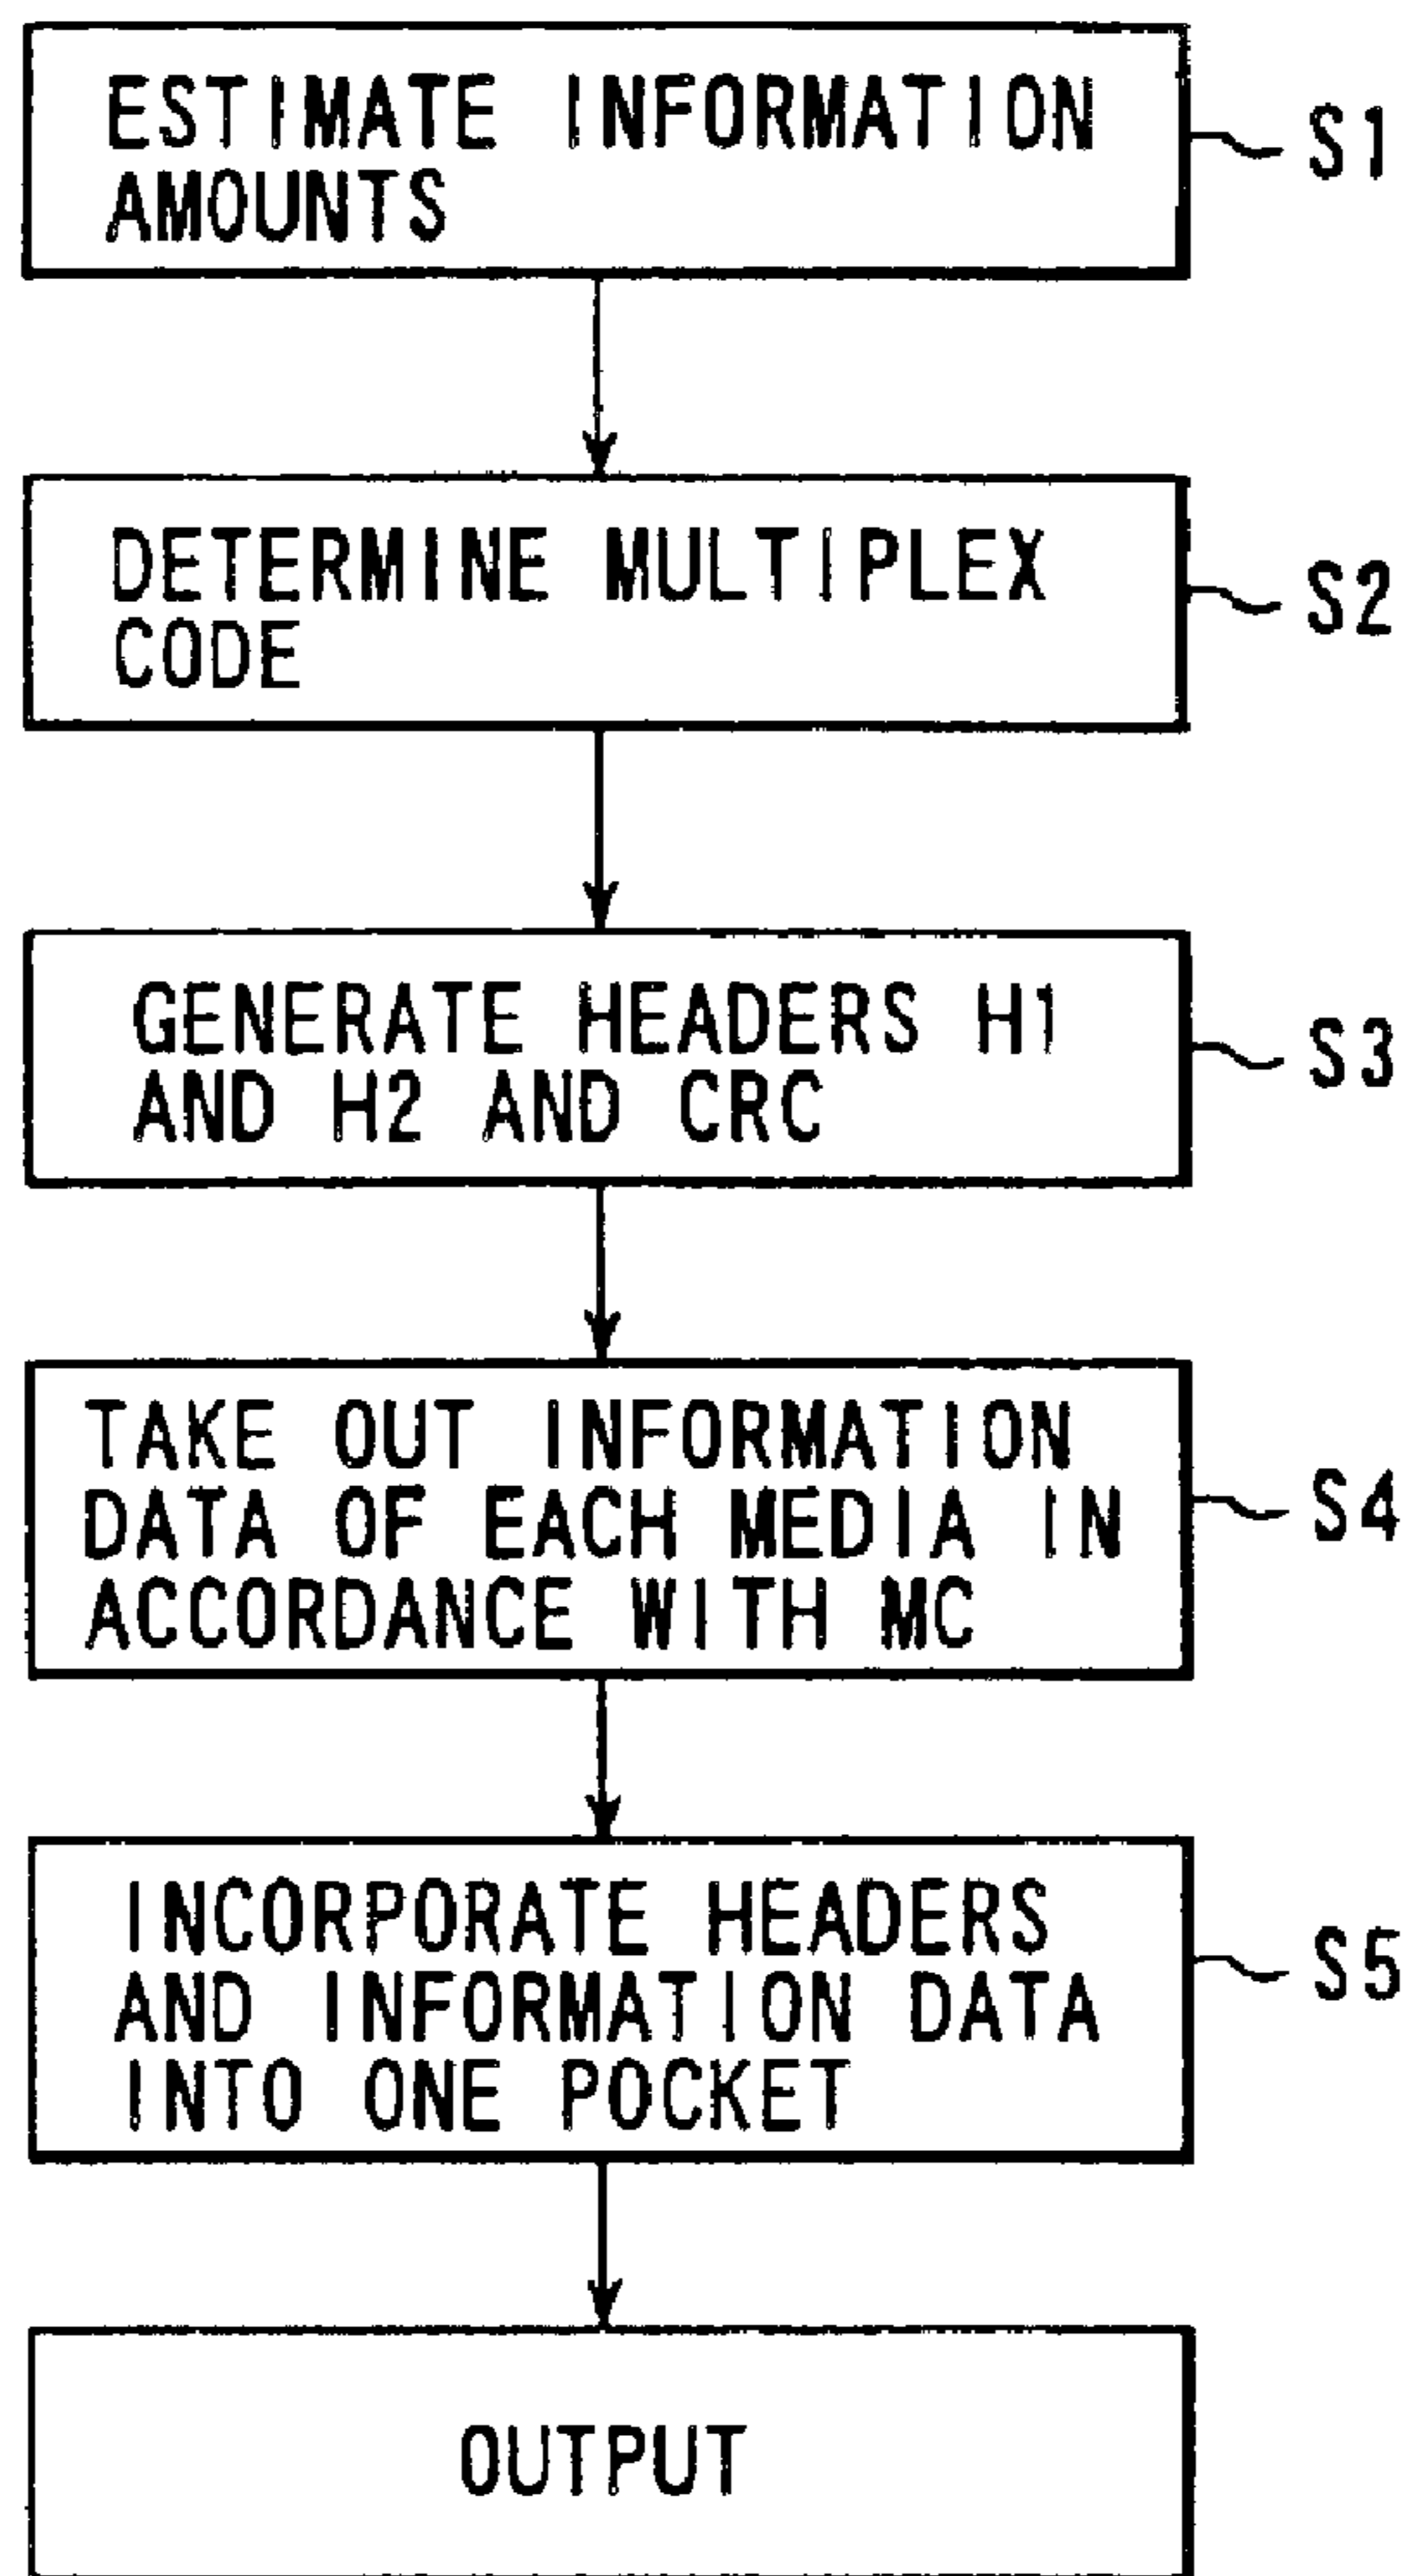 ESTIMATE INFORMATION
AMOUNTS
S1
DETERMINE MULTIPLEX
CODE
S2
GENERATE HEADERS H1
AND H2 AND CRC
S3
TAKE OUT INFORMATION
DATA OF EACH MEDIA IN
ACCORDANCE WITH MC
S4
INCORPORATE HEADERS
AND INFORMATION DATA
INTO ONE POCKET
S5
OUTPUT